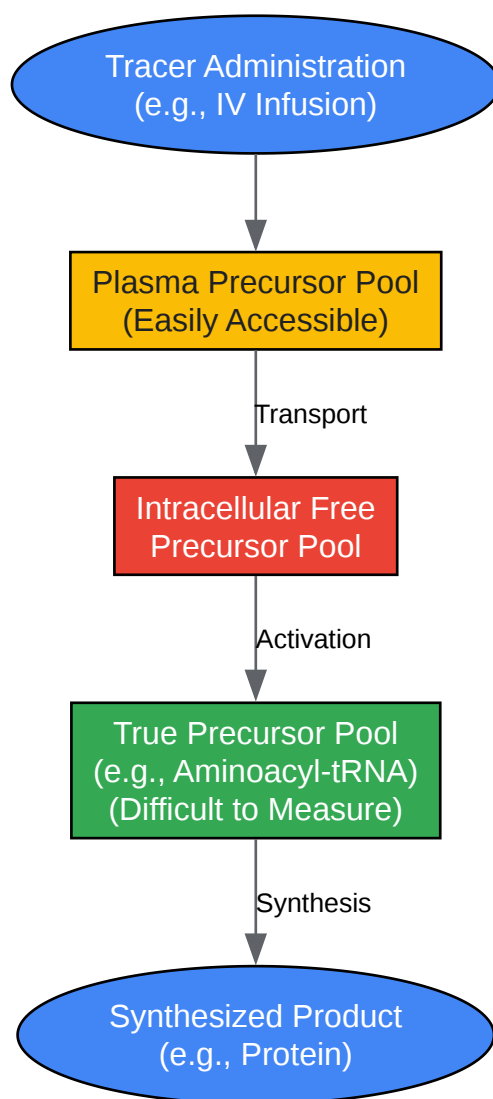 Tracer Administration
(e.g., IV Infusion)
Plasma Precursor Pool
(Easily Accessible)
Transport
Intracellular Free
Precursor Pool
Activation
True Precursor Pool
(e.g., Aminoacyl-tRNA)
(Difficult to Measure)
Synthesis
Synthesized Product
(e.g., Protein)